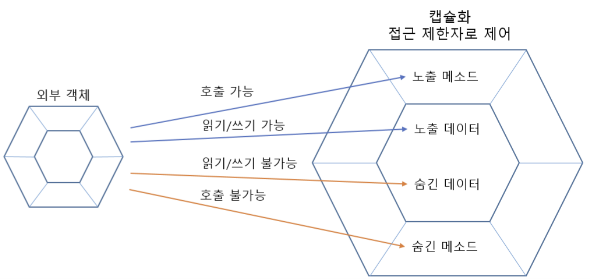 캡슐화
접근 제한자로 제어
외부 객체
호출 가능
노출 메소드
읽기/쓰기 가능
노출 데이터
읽기/쓰기 불가능
숨긴 데이터
호출 불가능
숨긴 메소드